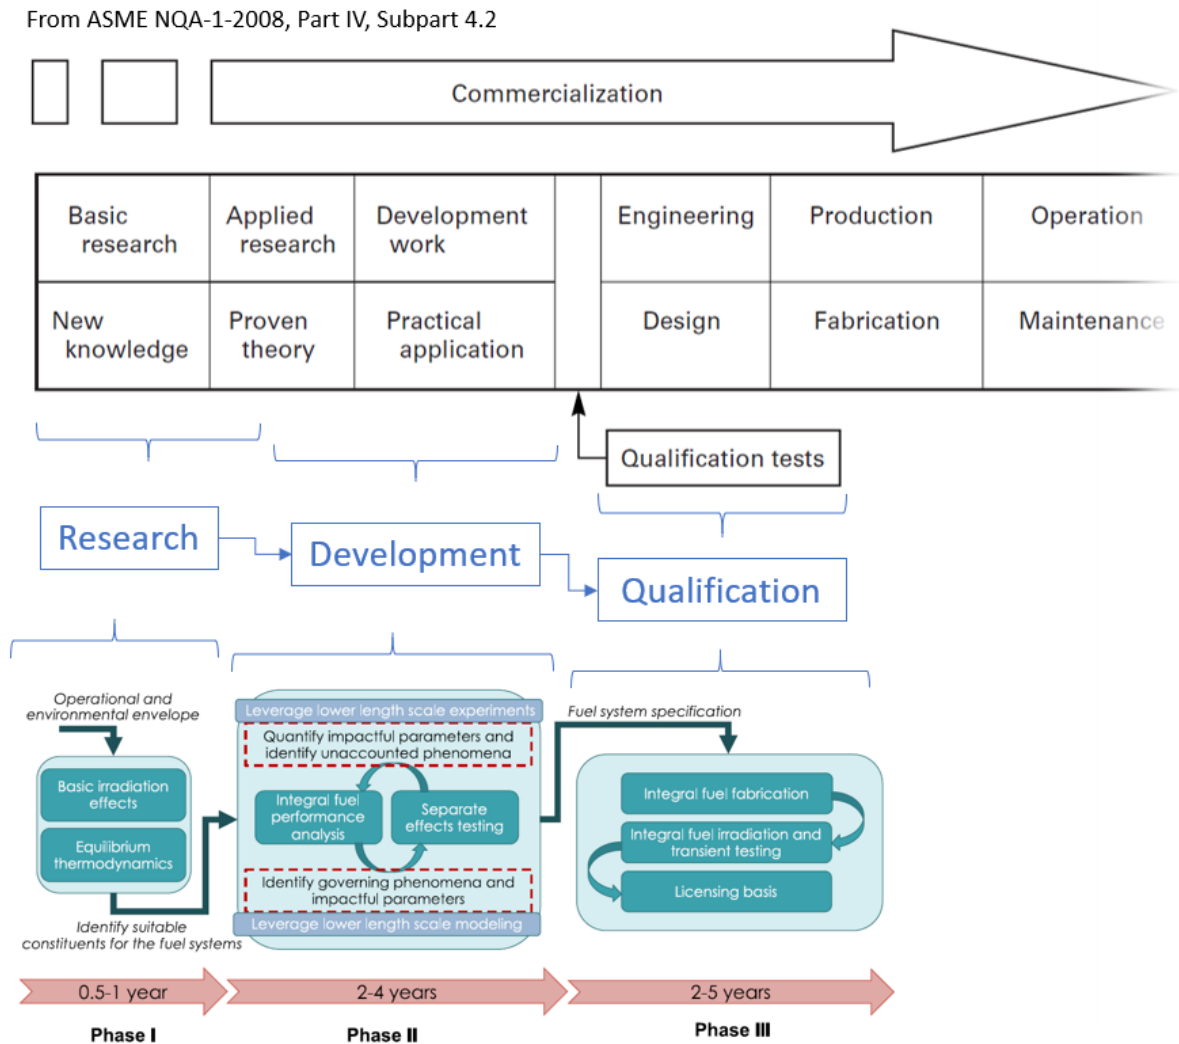 From ASME NQA-1-2008, Part IV, Subpart 4.2
Commercialization
Basic
research
Applied
research
Development
work
Engineering
Production
Operation
New
knowledge
Proven
theory
Practical
application
Design
Fabrication
Maintenance
Qualification tests
Research
Development
Qualification
Operational and
environmental envelope
Basic irradiation
effects
Equilibrium
thermodynamics
Identify suitable
constituents for the fuel systems
Leverage lower length scale experiments
Quantify impactful parameters and
identify unaccounted phenomena
Integral fuel
performance
analysis
Separate
effects testing
Identify governing phenomena and
impactful parameters
Leverage lower length scale modeling
Fuel system specification
Integral fuel fabrication
Integral fuel irradiation and
transient testing
Licensing basis
0.5-1 year
2-4 years
2-5 years
Phase I
Phase II
Phase III